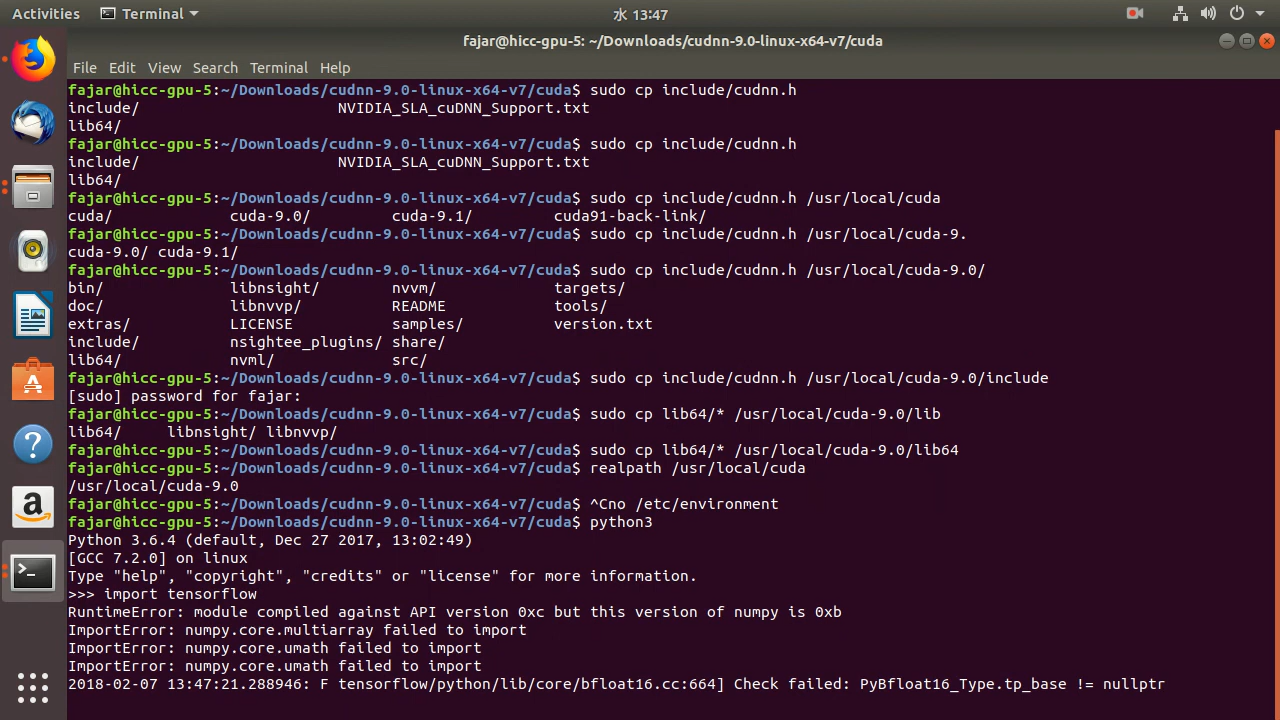 Activities Terminal 水 13:47
fajar@hicc-gpu-5: ~/Downloads/cudnn-9.0-linux-x64-v7/cuda
File Edit View Search Terminal Help
fajar@hicc-gpu-5:~/Downloads/cudnn-9.0-linux-x64-v7/cuda$ sudo cp include/cudnn.h
include/ NVIDIA_SLA_cuDNN_Support.txt
lib64/
fajar@hicc-gpu-5:~/Downloads/cudnn-9.0-linux-x64-v7/cuda$ sudo cp include/cudnn.h
include/ NVIDIA_SLA_cuDNN_Support.txt
lib64/
fajar@hicc-gpu-5:~/Downloads/cudnn-9.0-linux-x64-v7/cuda$ sudo cp include/cudnn.h /usr/local/cuda
cuda/ cuda-9.0/ cuda-9.1/ cuda91-back-link/
fajar@hicc-gpu-5:~/Downloads/cudnn-9.0-linux-x64-v7/cuda$ sudo cp include/cudnn.h /usr/local/cuda-9.
cuda-9.0/ cuda-9.1/
fajar@hicc-gpu-5:~/Downloads/cudnn-9.0-linux-x64-v7/cuda$ sudo cp include/cudnn.h /usr/local/cuda-9.0/
bin/ libnsight/ nvvm/ targets/
doc/ libnvvp/ README tools/
extras/ LICENSE samples/ version.txt
include/ nsightee_plugins/ share/
lib64/ nvml/ src/
fajar@hicc-gpu-5:~/Downloads/cudnn-9.0-linux-x64-v7/cuda$ sudo cp include/cudnn.h /usr/local/cuda-9.0/include
[sudo] password for fajar:
fajar@hicc-gpu-5:~/Downloads/cudnn-9.0-linux-x64-v7/cuda$ sudo cp lib64/* /usr/local/cuda-9.0/lib
lib64/ libnsight/ libnvvp/
fajar@hicc-gpu-5:~/Downloads/cudnn-9.0-linux-x64-v7/cuda$ sudo cp lib64/* /usr/local/cuda-9.0/lib64
fajar@hicc-gpu-5:~/Downloads/cudnn-9.0-linux-x64-v7/cuda$ realpath /usr/local/cuda
/usr/local/cuda-9.0
fajar@hicc-gpu-5:~/Downloads/cudnn-9.0-linux-x64-v7/cuda$ ^Cno /etc/environment
fajar@hicc-gpu-5:~/Downloads/cudnn-9.0-linux-x64-v7/cuda$ python3
Python 3.6.4 (default, Dec 27 2017, 13:02:49)
[GCC 7.2.0] on linux
Type "help", "copyright", "credits" or "license" for more information.
>>> import tensorflow
RuntimeError: module compiled against API version 0xc but this version of numpy is 0xb
ImportError: numpy.core.multiarray failed to import
ImportError: numpy.core.umath failed to import
ImportError: numpy.core.umath failed to import
2018-02-07 13:47:21.288946: F tensorflow/python/lib/core/bfloat16.cc:664] Check failed: PyBfloat16_Type.tp_base != nullptr